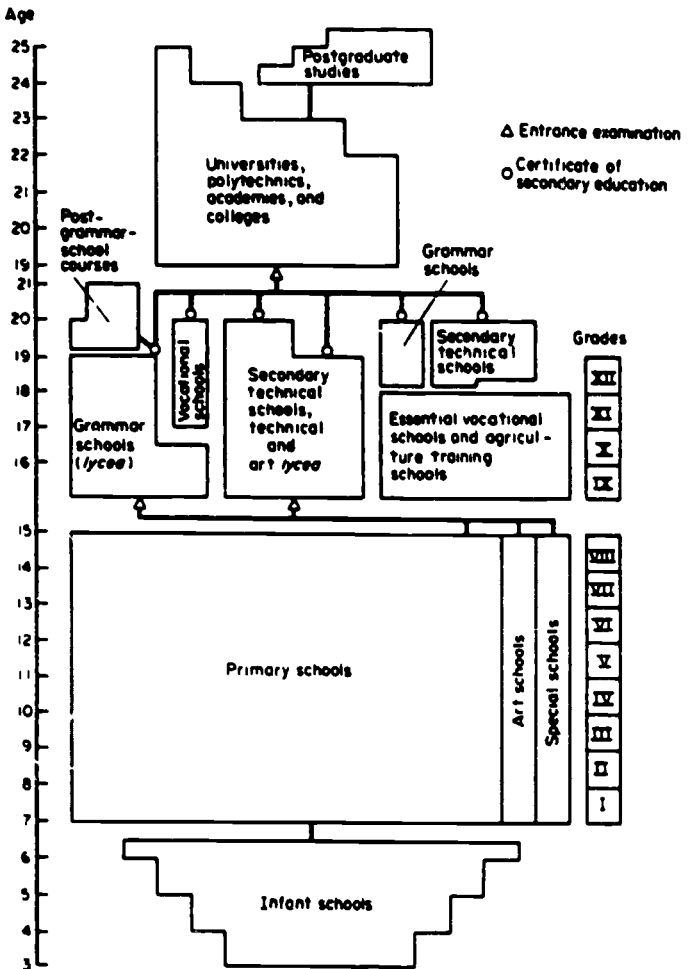 Age
25
24
23
22
21
20
19
21
20
19
18
17
16
15
14
13
12
11
10
9
8
7
6
5
4
3
Postgraduate
studies
△ Entrance examination
○ Certificate of
secondary education
Universities,
polytechnics,
academies, and
colleges
Post-
grammar-
school
courses
Grammar
schools
Grammar
schools
(lycea)
Vocational
schools
Secondary
technical
schools,
technical
and
art lycea
Secondary
technical
schools
Essential vocational
schools and agricul-
ture training
schools
Grades
XII
XI
X
IX
VIII
VII
VI
V
IV
III
II
I
Primary schools
Art schools
Special schools
Infant schools